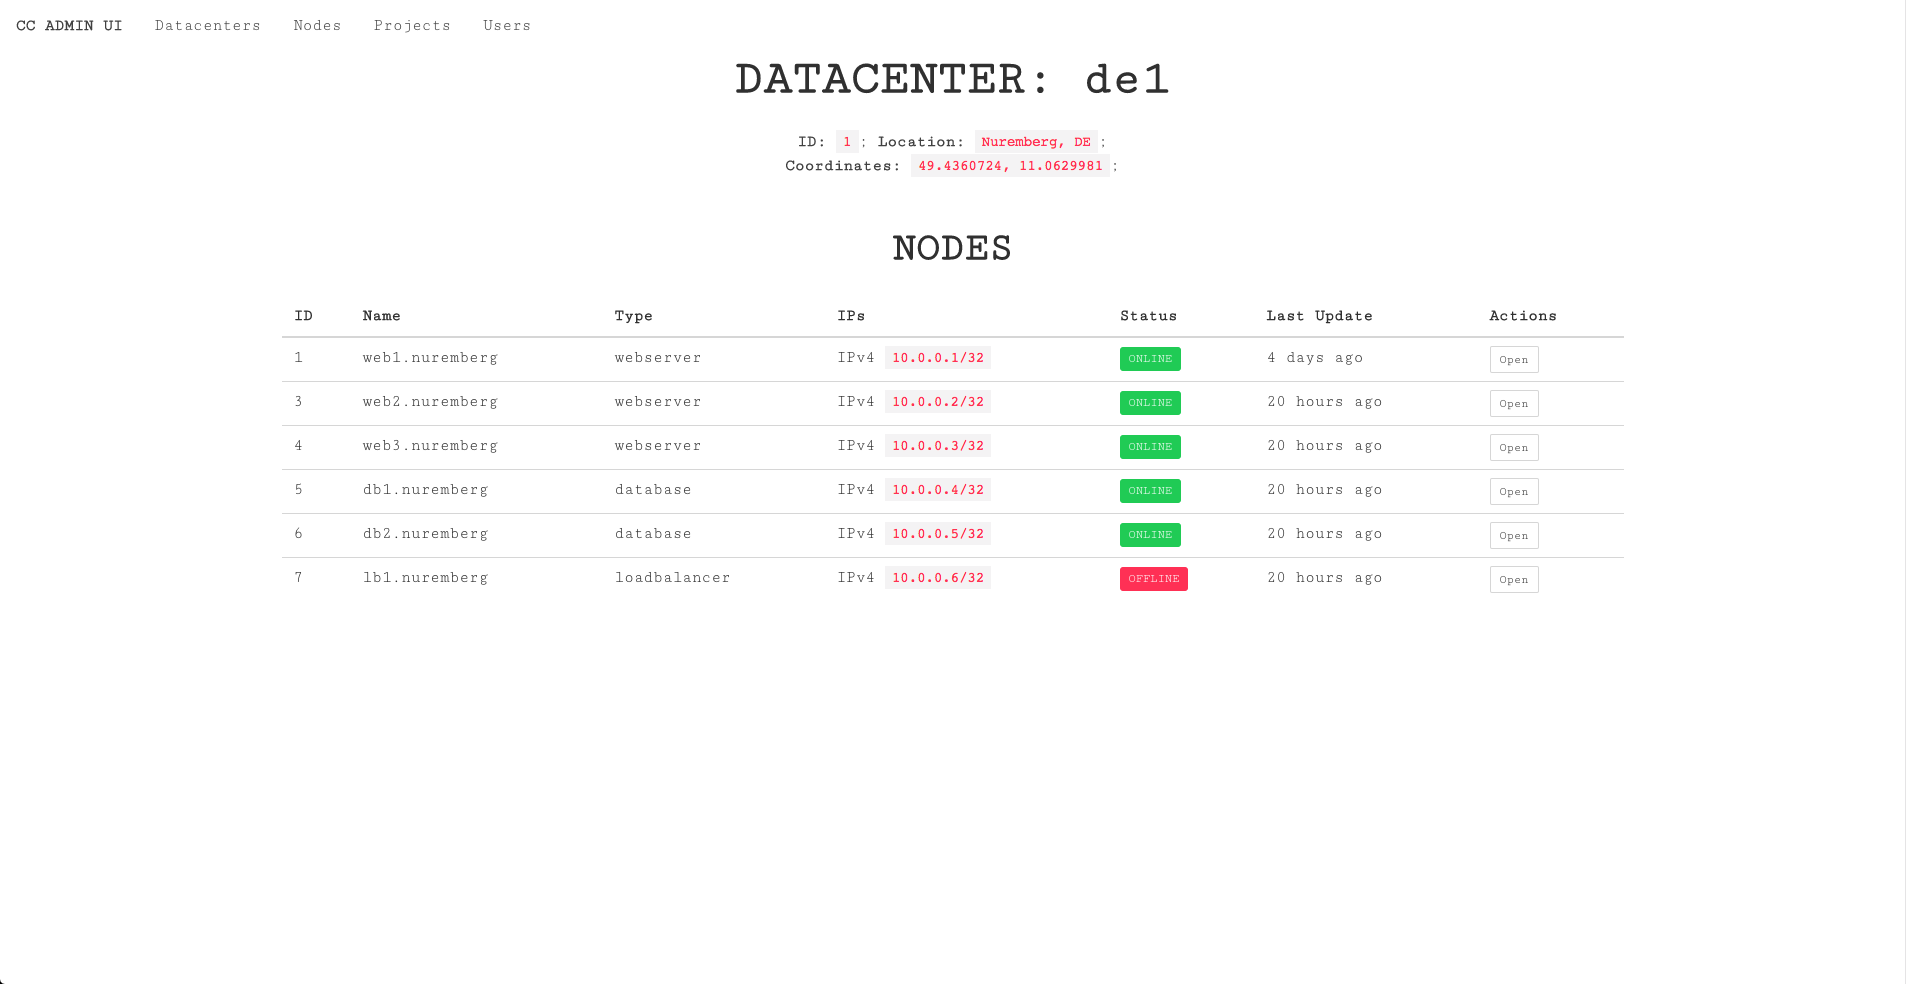 CC ADMIN UI Datacenters Nodes Projects Users
DATACENTER: de1
ID: 1; Location: Nuremberg, DE;
Coordinates: 49.4360724, 11.0629981;
NODES
ID Name Type IPs Status Last Update Actions
1 web1.nuremberg webserver IPv4 10.0.0.1/32 ONLINE 4 days ago Open
3 web2.nuremberg webserver IPv4 10.0.0.2/32 ONLINE 20 hours ago Open
4 web3.nuremberg webserver IPv4 10.0.0.3/32 ONLINE 20 hours ago Open
5 db1.nuremberg database IPv4 10.0.0.4/32 ONLINE 20 hours ago Open
6 db2.nuremberg database IPv4 10.0.0.5/32 ONLINE 20 hours ago Open
7 lb1.nuremberg loadbalancer IPv4 10.0.0.6/32 OFFLINE 20 hours ago Open